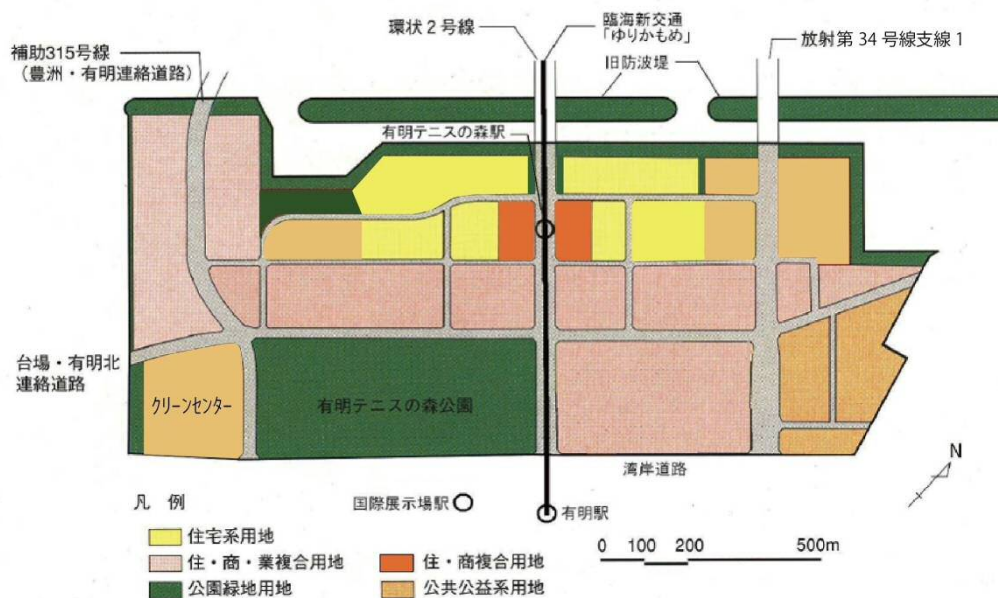 環状2号線
臨海新交通
「ゆりかもめ」
放射第34号線支線1
補助315号線
（豊洲・有明連絡道路）
旧防波堤
有明テニスの森駅
台場・有明北
連絡道路
クリーンセンター
有明テニスの森公園
湾岸道路
N
凡 例
国際展示場駅
有明駅
住宅系用地
住・商・業複合用地
住・商複合用地
公園緑地用地
公共公益系用地
0 100 200 500m